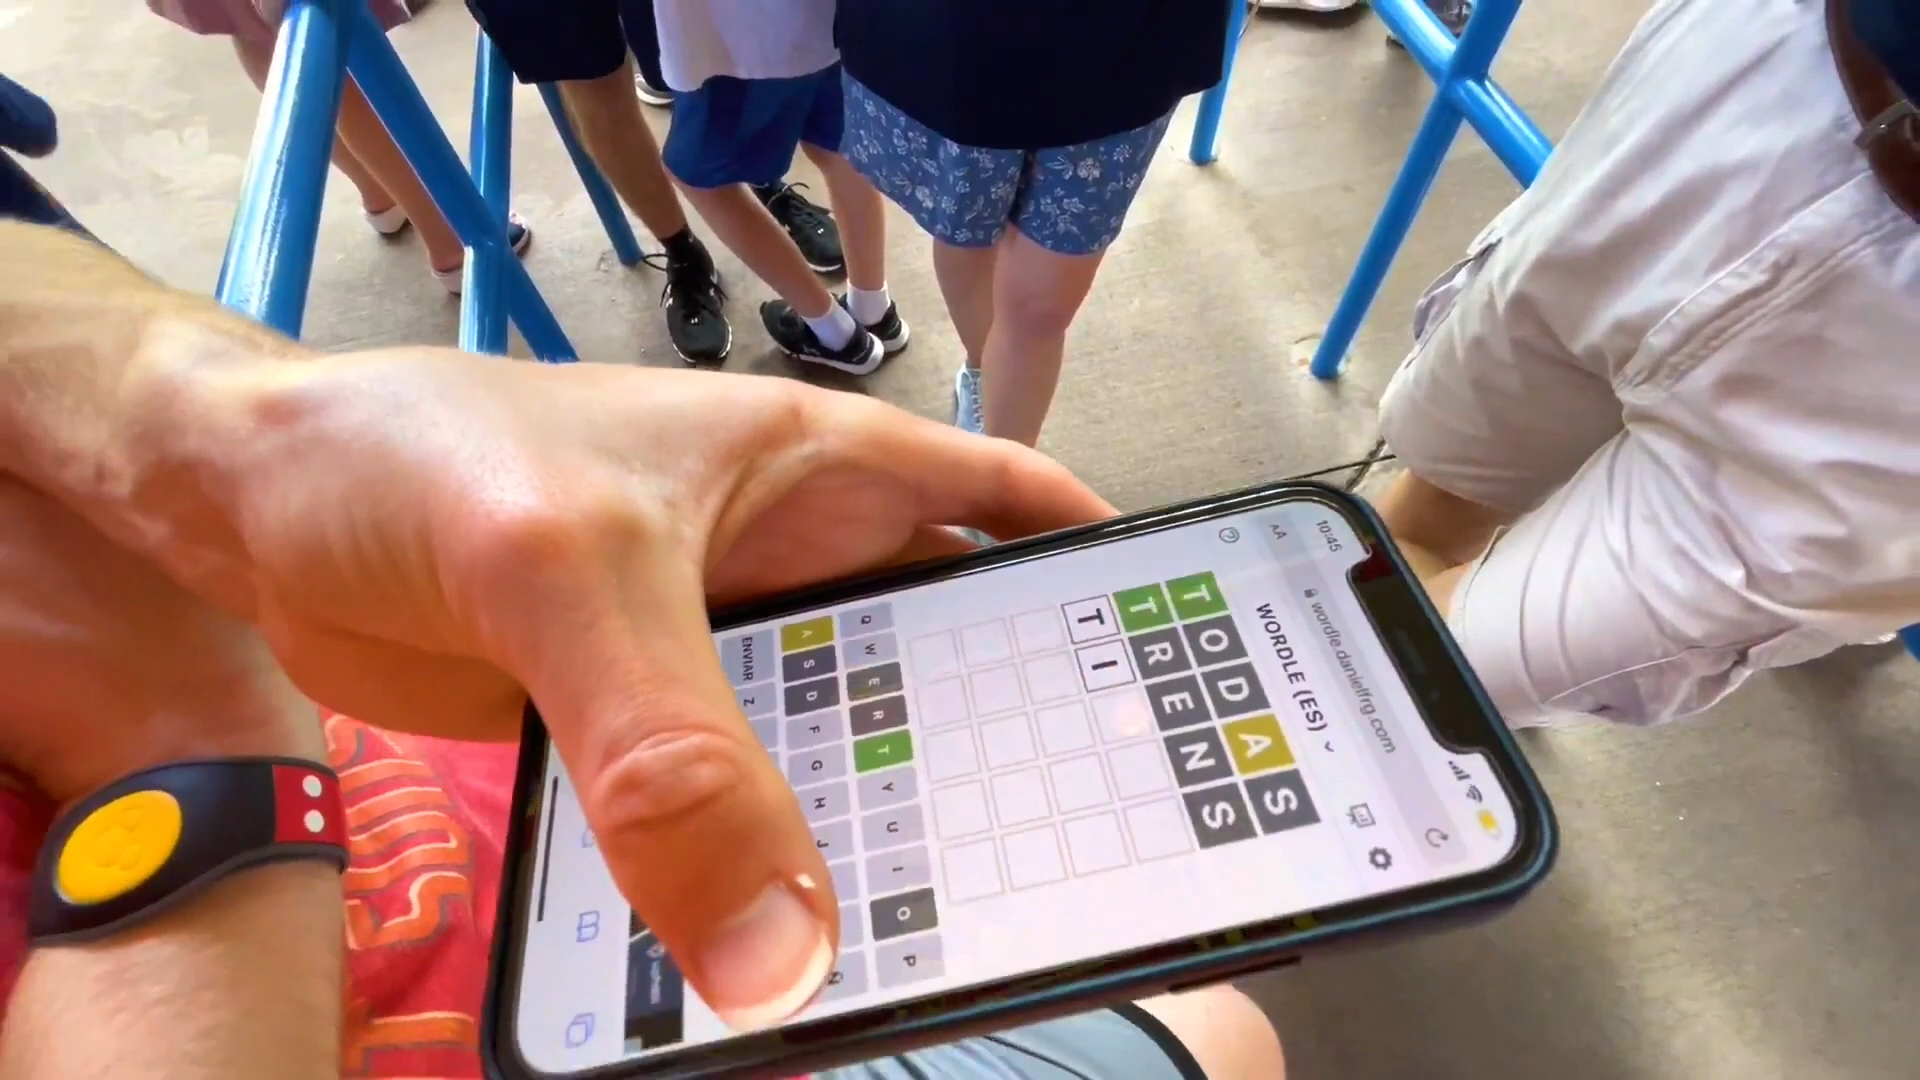 10:45
AA
wordle.danielfrg.com
WORDLE (ES)
T O D A S
T R E N S
T I
Q W E R T Y U I O P
A S D F G H J Ñ
ENVIAR Z